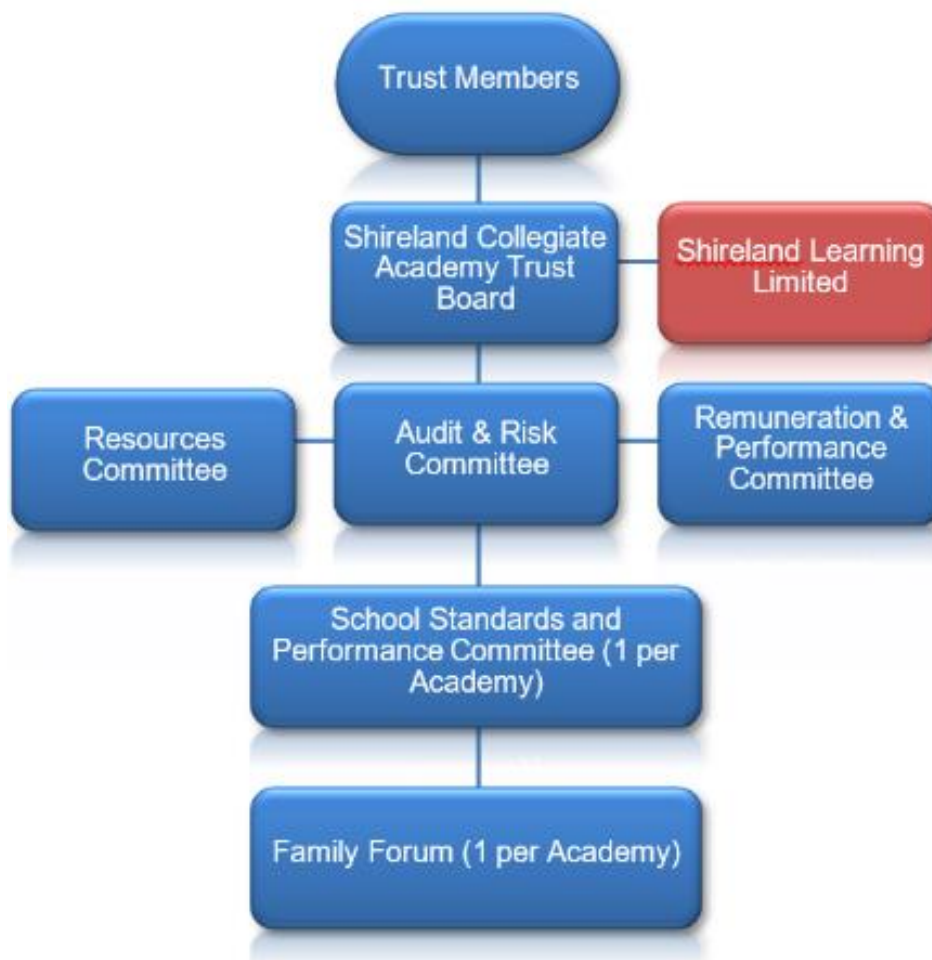 Trust Members
Shireland Collegiate
Academy Trust
Board
Shireland Learning
Limited
Resources
Committee
Audit & Risk
Committee
Remuneration &
Performance
Committee
School Standards and
Performance Committee (1 per
Academy)
Family Forum (1 per Academy)